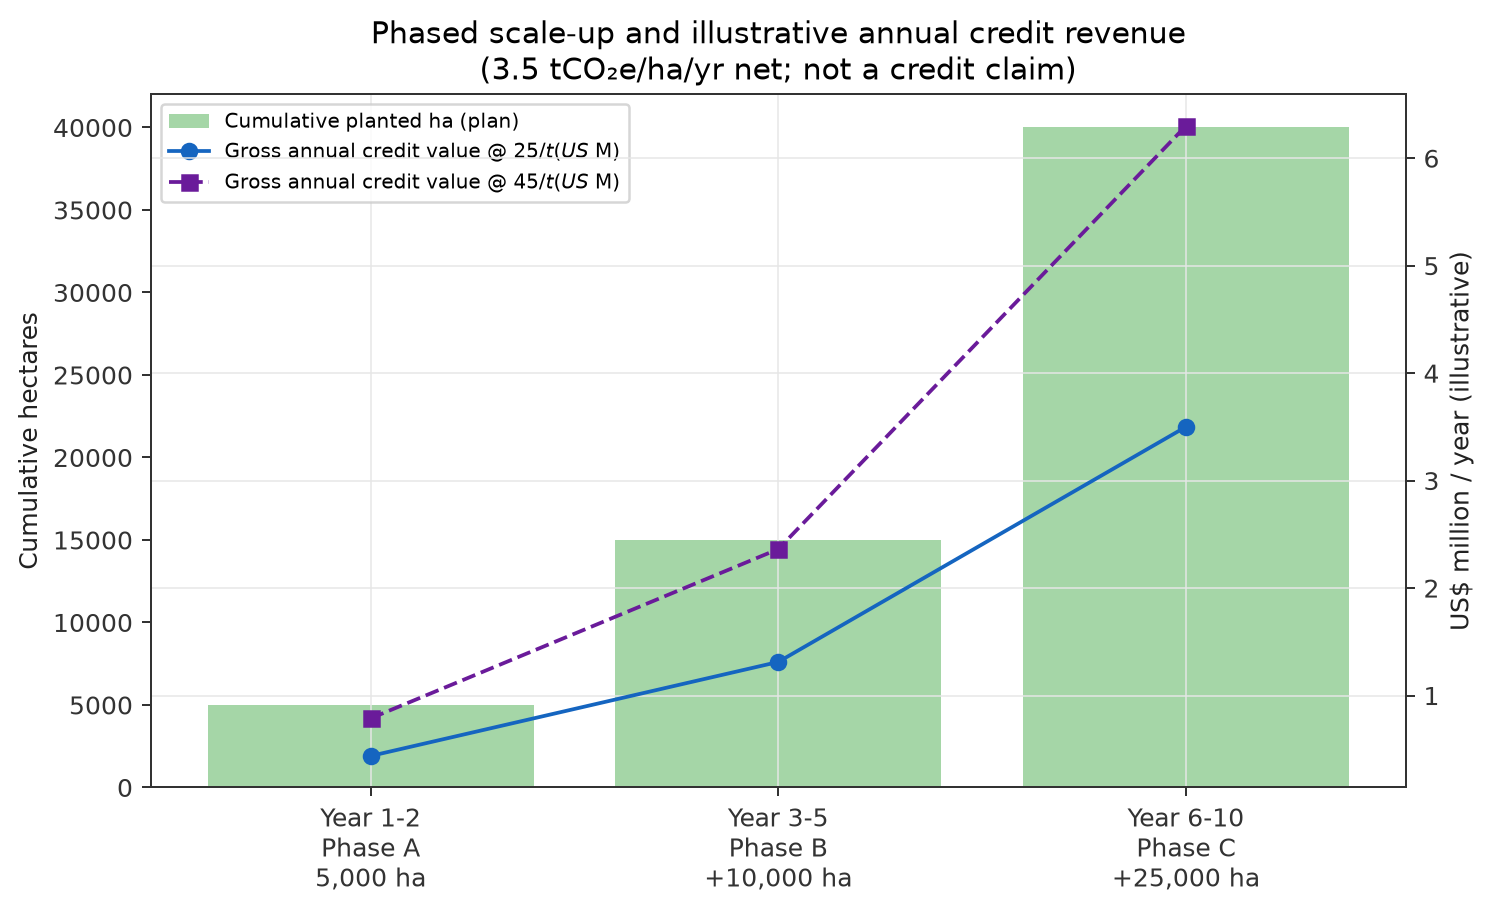 Phased scale-up and illustrative annual credit revenue
(3.5 tCO₂e/ha/yr net; not a credit claim)
Cumulative planted ha (plan)
Gross annual credit value @ 25/t(US M)
Gross annual credit value @ 45/t(US M)
Cumulative hectares
40000
35000
30000
25000
20000
15000
10000
5000
0
6
5
4
3
2
1
US$ million / year (illustrative)
Year 1-2
Phase A
5,000 ha
Year 3-5
Phase B
+10,000 ha
Year 6-10
Phase C
+25,000 ha